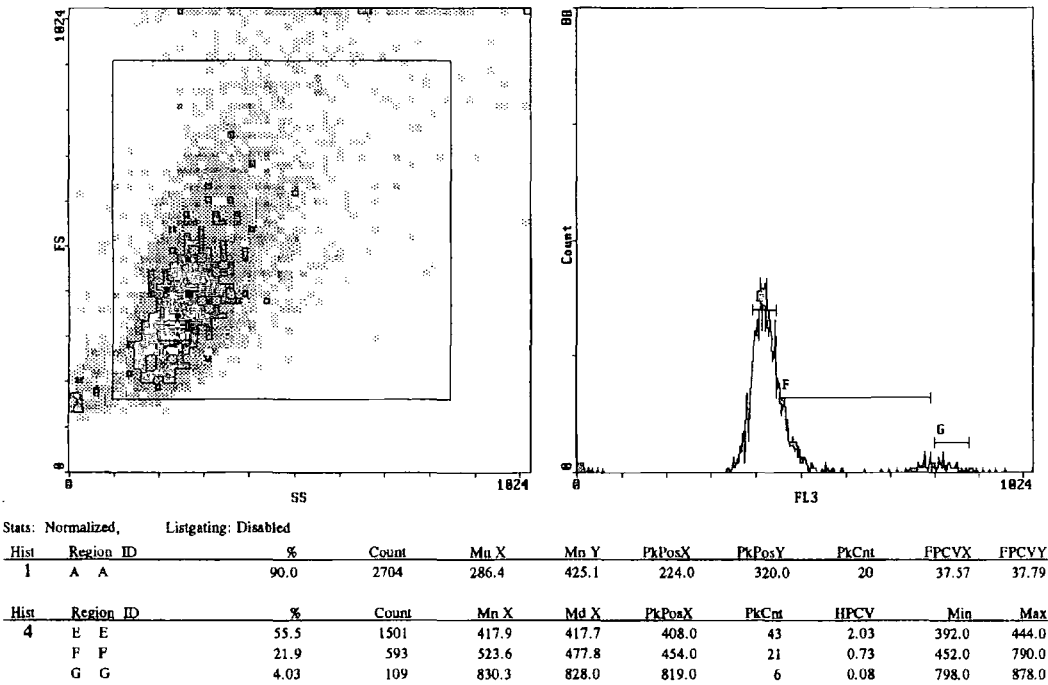 1024
FS
0
0 SS 1024
88
Count
0
E
F
G
FL3 1024
Stats: Normalized, Listgating: Disabled
Hist Region ID % Count Mn X Mn Y PkPosX PkPosY PkCnt FPCVX FPCVY
1 A A 90.0 2704 286.4 425.1 224.0 320.0 20 37.57 37.79
Hist Region ID % Count Mn X Md X PkPosX PkCnt HPCV Min Max
4 E E 55.5 1501 417.9 417.7 408.0 43 2.03 392.0 444.0
F F 21.9 593 523.6 477.8 454.0 21 0.73 452.0 790.0
G G 4.03 109 830.3 828.0 819.0 6 0.08 798.0 878.0